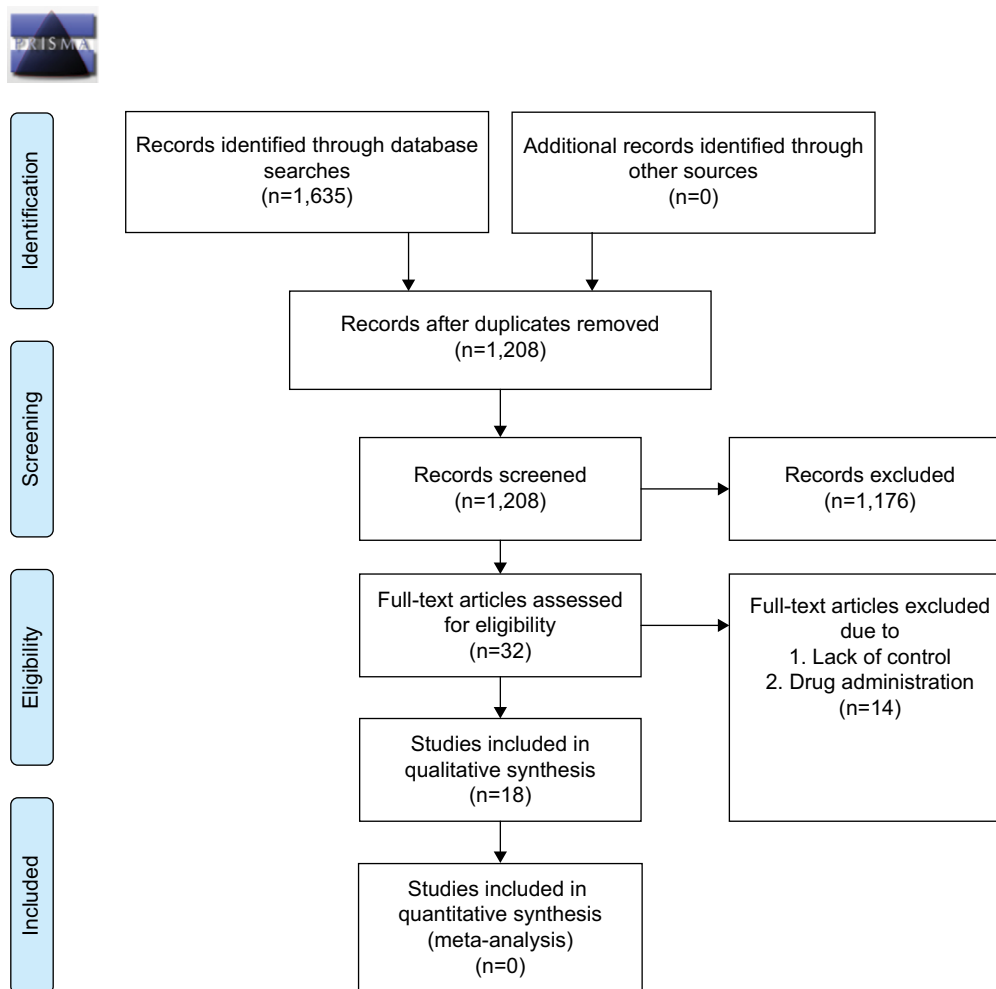 PRISMA
Identification
Records identified through database
searches
(n=1,635)
Additional records identified through
other sources
(n=0)
Records after duplicates removed
(n=1,208)
Screening
Records screened
(n=1,208)
Records excluded
(n=1,176)
Eligibility
Full-text articles assessed
for eligibility
(n=32)
Full-text articles excluded
due to
1. Lack of control
2. Drug administration
(n=14)
Studies included in
qualitative synthesis
(n=18)
Included
Studies included in
quantitative synthesis
(meta-analysis)
(n=0)